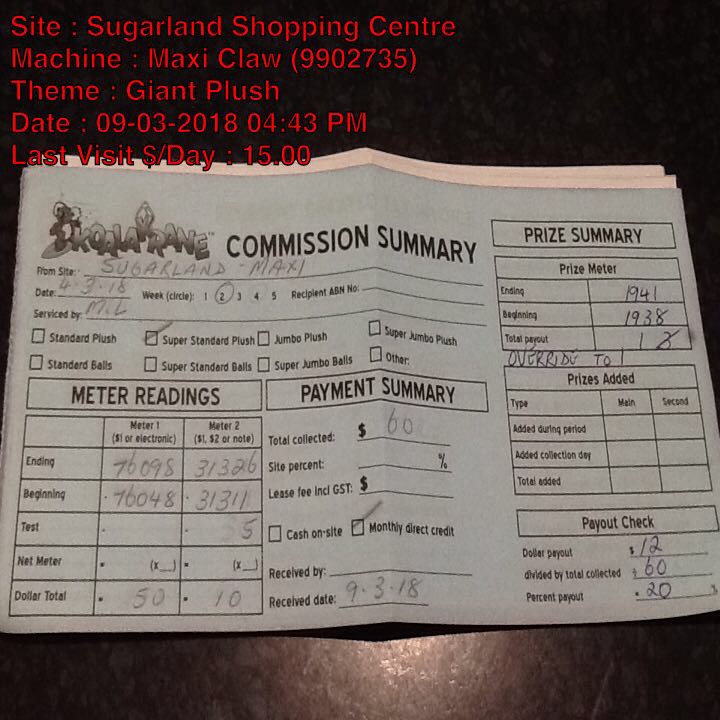 Site : Sugarland Shopping Centre
Machine : Maxi Claw (9902735)
Theme : Giant Plush
Date : 09-03-2018 04:43 PM
Last Visit $/Day : 15.00
KOALA KRANE™ COMMISSION SUMMARY
From Site: SUGARLAND - MAXI
Date: 4.3.18 Week (circle): 1 2 3 4 5 Recipient ABN No:
Serviced by: M.L
Standard Plush Super Standard Plush Jumbo Plush Super Jumbo Plush
Standard Balls Super Standard Balls Super Jumbo Balls Other:
METER READINGS
Meter 1 Meter 2
($1 or electronic) ($1, $2 or note)
Ending 76098 31326
Beginning 76048 31311
Test - 5
Net Meter (x__) (x__)
Dollar Total 50 10
PAYMENT SUMMARY
Total collected: $ 60
Site percent: %
Lease fee incl GST: $
Cash on-site Monthly direct credit
Received by:
Received date: 9.3.18
PRIZE SUMMARY
Prize Meter
Ending 1941
Beginning 1938
Total payout 1
OVERRIDE TO 1
Prizes Added
Type Main Second
Added during period
Added collection day
Total added
Payout Check
Dollar payout $ 12
divided by total collected 60
Percent payout 20 %